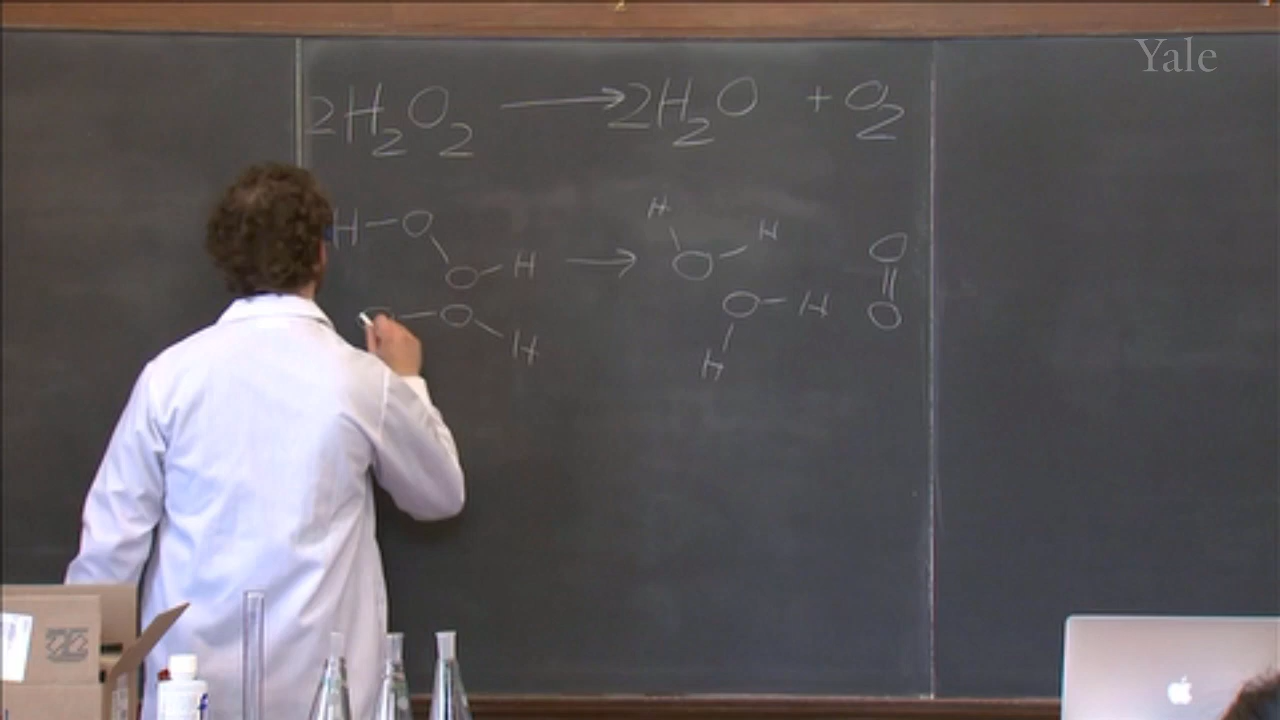 Yale
2H₂O₂ → 2H₂O + O₂
H H
H—O H
O—H → O O
O—H O
O—O
H H